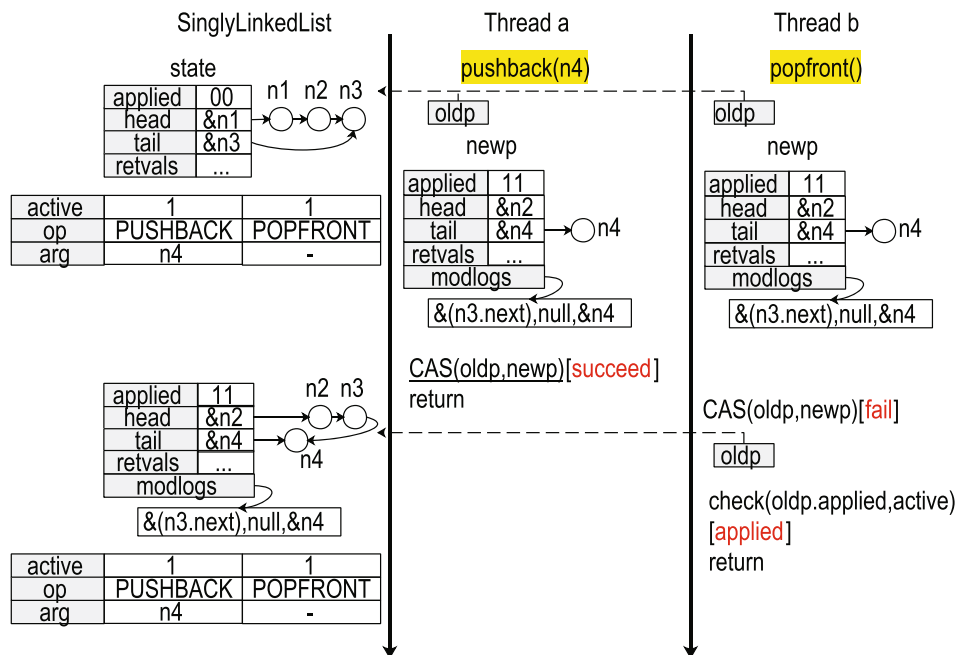 SinglyLinkedList
Thread a
Thread b
state
applied 00
head &n1
tail &n3
retvals ...
n1 n2 n3
active 1 1
op PUSHBACK POPFRONT
arg n4 -
pushback(n4)
oldp
newp
applied 11
head &n2
tail &n4
retvals ...
modlogs
n4
&(n3.next),null,&n4
CAS(oldp,newp)[succeed]
return
popfront()
oldp
newp
applied 11
head &n2
tail &n4
retvals ...
modlogs
n4
&(n3.next),null,&n4
CAS(oldp,newp)[fail]
oldp
check(oldp.applied,active)
[applied]
return
applied 11
head &n2
tail &n4
retvals ...
modlogs
n2 n3
n4
&(n3.next),null,&n4
active 1 1
op PUSHBACK POPFRONT
arg n4 -